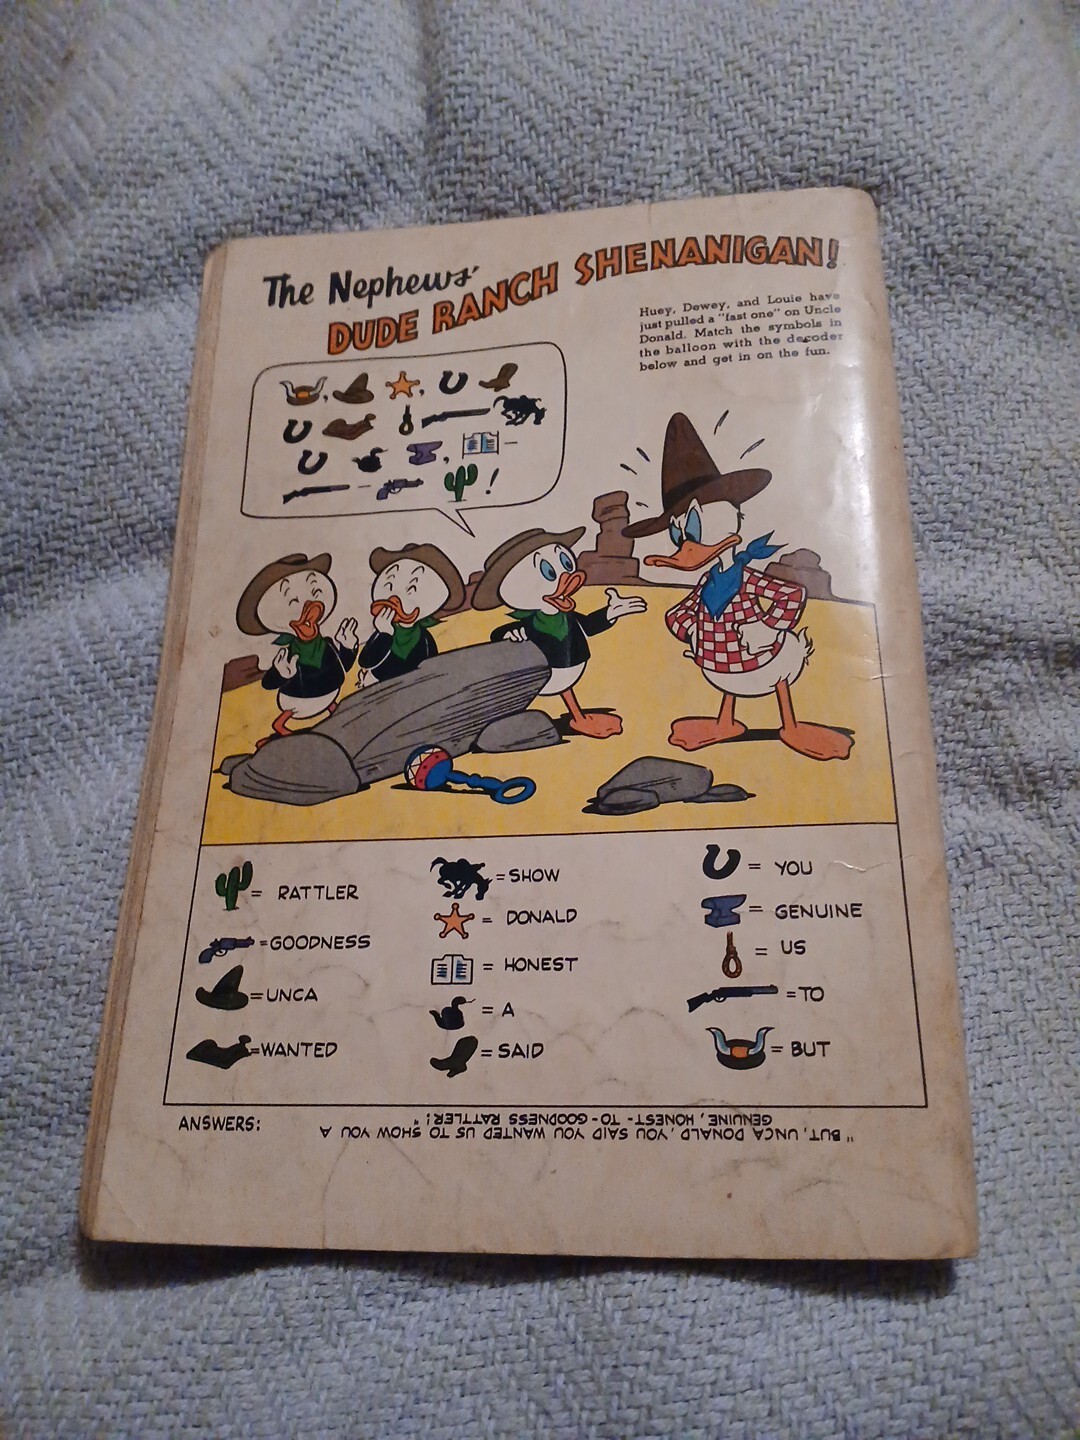 The Nephews'
DUDE RANCH SHENANIGAN!
Huey, Dewey, and Louie have
just pulled a "fast one" on Uncle
Donald. Match the symbols in
the balloon with the decoder
below and get in on the fun.
, , 
, –
– !
= RATTLER
= GOODNESS
= UNCA
= WANTED
= SHOW
= DONALD
= HONEST
= A
= SAID
= YOU
= GENUINE
= US
= TO
= BUT
ANSWERS:
"BUT, UNCA DONALD, YOU SAID YOU WANTED US TO SHOW YOU A
GENUINE, HONEST-TO-GOODNESS RATTLER!"